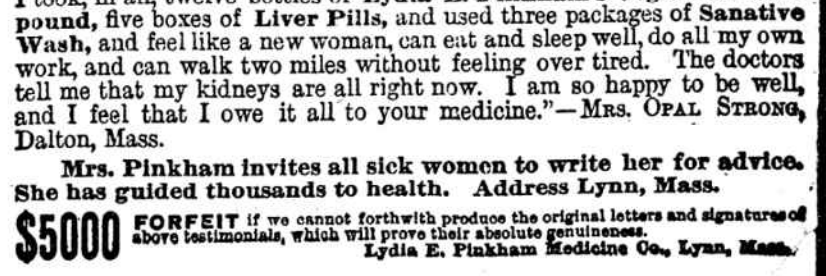 pound, five boxes of Liver Pills, and used three packages of Sanative
Wash, and feel like a new woman, can eat and sleep well, do all my own
work, and can walk two miles without feeling over tired. The doctors
tell me that my kidneys are all right now. I am so happy to be well,
and I feel that I owe it all to your medicine."—MRS. OPAL STRONG,
Dalton, Mass.
Mrs. Pinkham invites all sick women to write her for advice.
She has guided thousands to health. Address Lynn, Mass.
$5000 FORFEIT if we cannot forthwith produce the original letters and signatures of
above testimonials, which will prove their absolute genuineness.
Lydia E. Pinkham Medicine Co., Lynn, Mass.